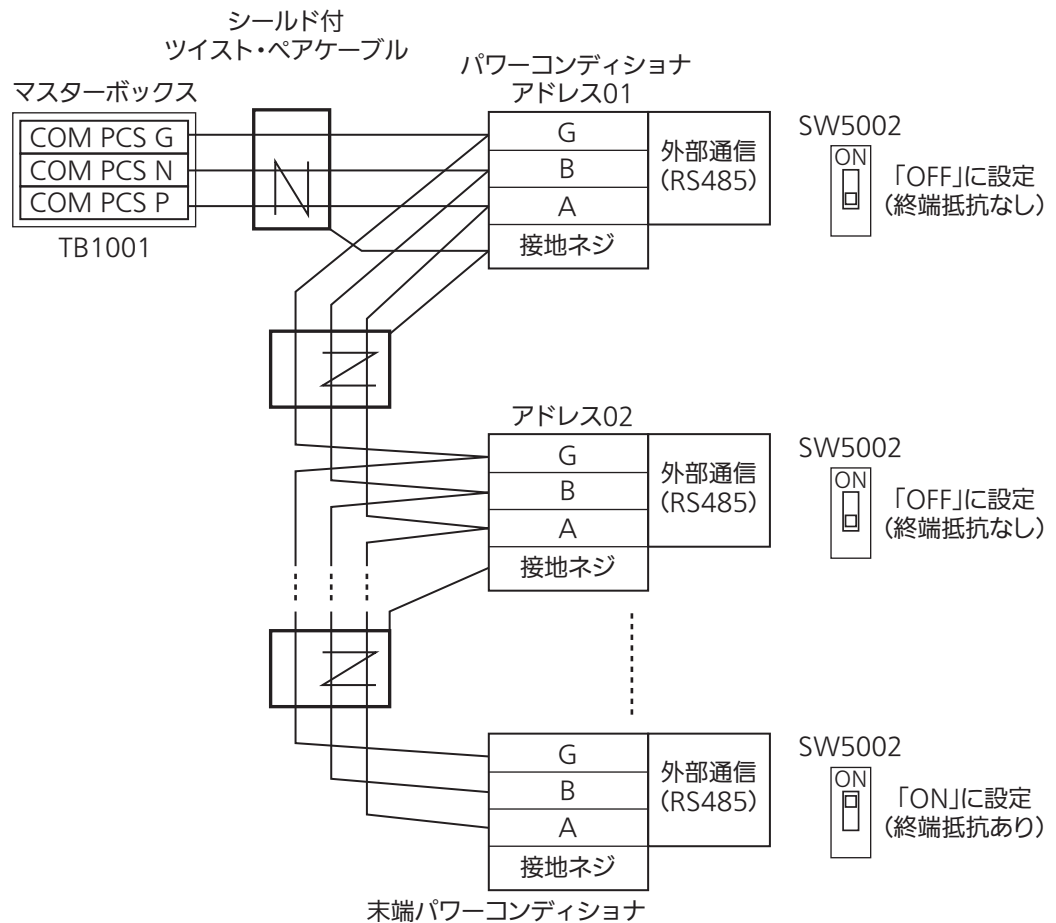 シールド付
ツイスト・ペアケーブル
マスターボックス
COM PCS G
COM PCS N
COM PCS P
TB1001
パワーコンディショナ
アドレス01
G
B
A
接地ネジ
外部通信
(RS485)
SW5002
ON
「OFF」に設定
(終端抵抗なし)
アドレス02
G
B
A
接地ネジ
外部通信
(RS485)
SW5002
ON
「OFF」に設定
(終端抵抗なし)
G
B
A
接地ネジ
外部通信
(RS485)
SW5002
ON
「ON」に設定
(終端抵抗あり)
末端パワーコンディショナ